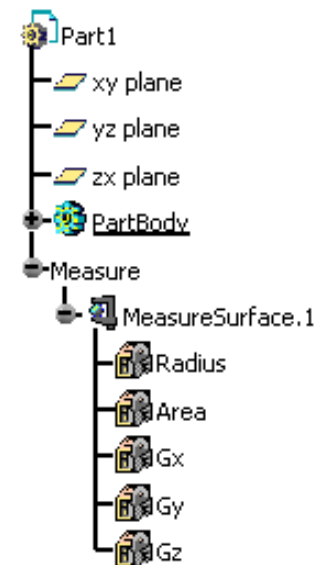 Part1
xy plane
yz plane
zx plane
PartBody
Measure
MeasureSurface.1
Radius
Area
Gx
Gy
Gz